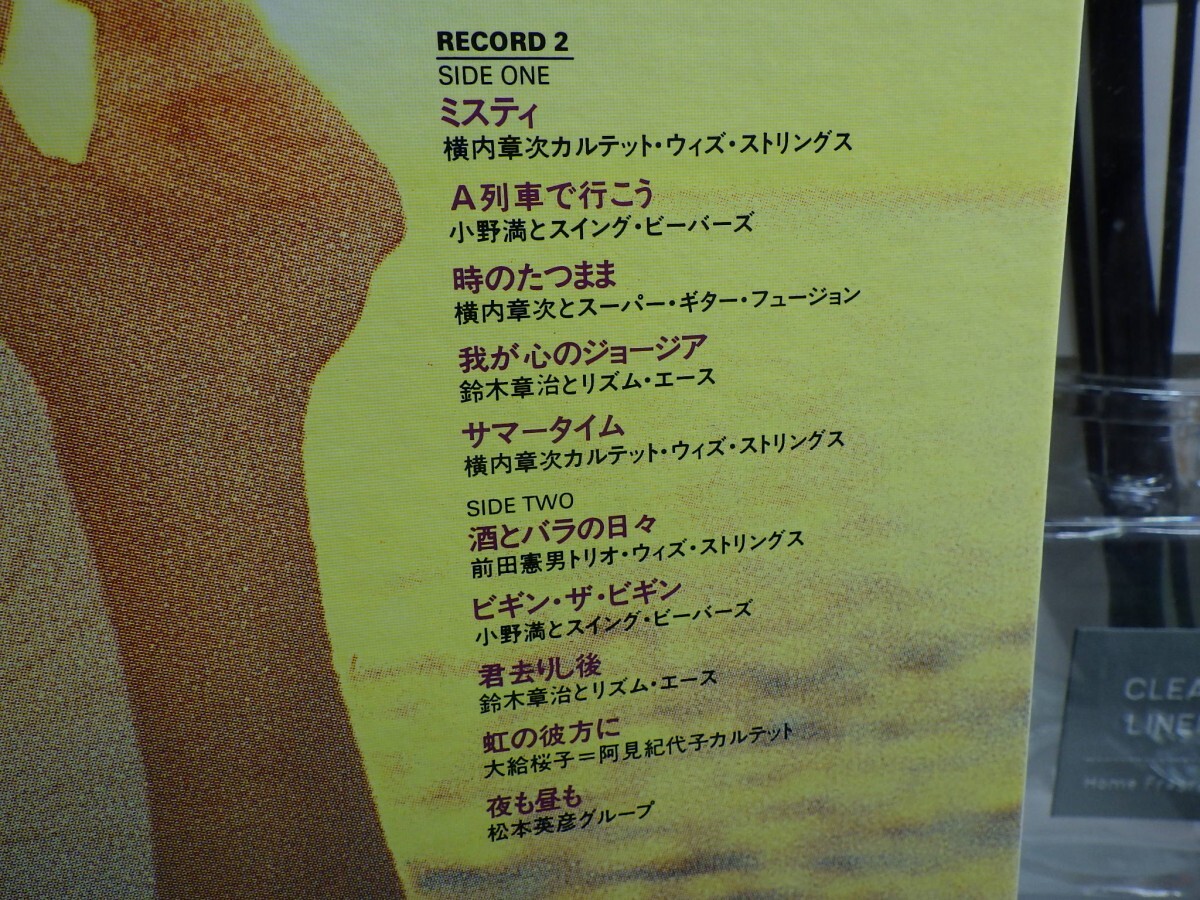 RECORD 2
SIDE ONE
ミスティ
横内章次カルテット・ウィズ・ストリングス
A列車で行こう
小野満とスイング・ビーバーズ
時のたつまま
横内章次とスーパー・ギター・フュージョン
我が心のジョージア
鈴木章治とリズム・エース
サマータイム
横内章次カルテット・ウィズ・ストリングス
SIDE TWO
酒とバラの日々
前田憲男トリオ・ウィズ・ストリングス
ビギン・ザ・ビギン
小野満とスイング・ビーバーズ
君去りし後
鈴木章治とリズム・エース
虹の彼方に
大給桜子=阿見紀代子カルテット
夜も昼も
松本英彦グループ
CLEA
LINE
Home Frag